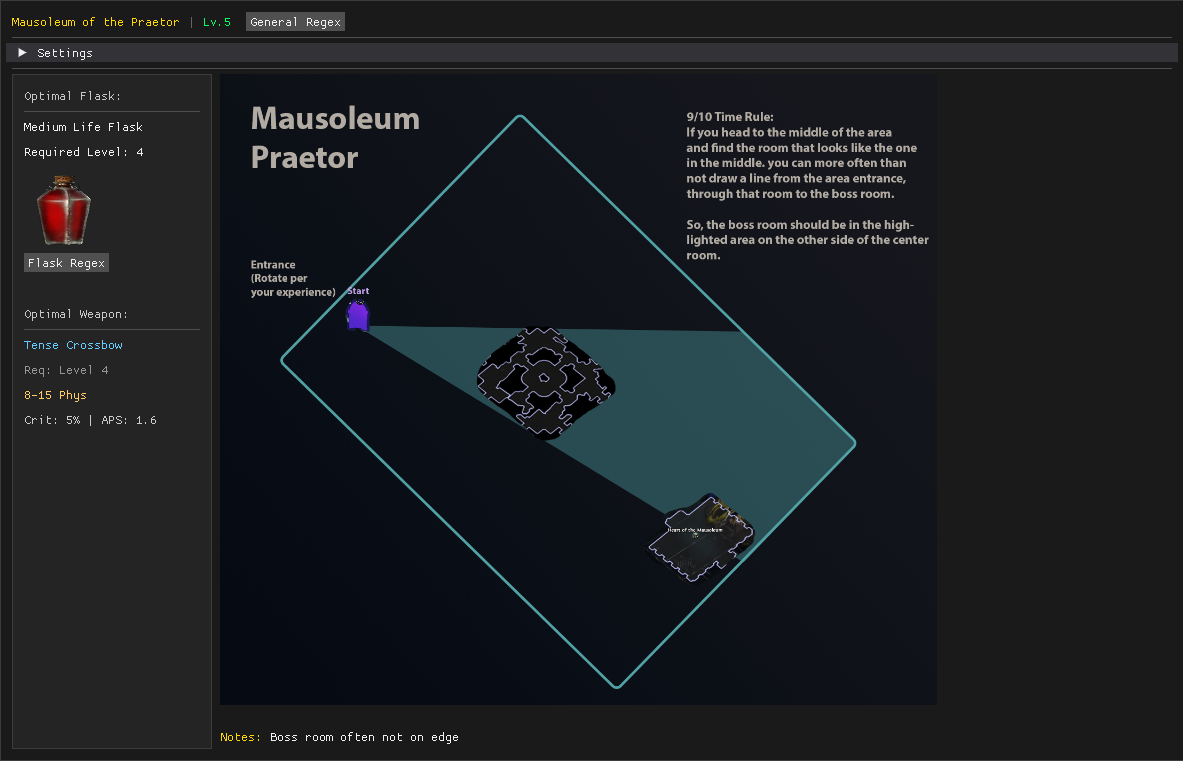 Mausoleum of the Praetor | Lv.5 General Regex
Settings
Optimal Flask:
Medium Life Flask
Required Level: 4
Flask Regex
Optimal Weapon:
Tense Crossbow
Req: Level 4
8-15 Phys
Crit: 5% | APS: 1.6
Mausoleum
Praetor
9/10 Time Rule:
If you head to the middle of the area
and find the room that looks like the one
in the middle. you can more often than
not draw a line from the area entrance,
through that room to the boss room.
So, the boss room should be in the high-
lighted area on the other side of the center
room.
Entrance
(Rotate per
your experience)
Start
Heart of the Mausoleum
Notes: Boss room often not on edge